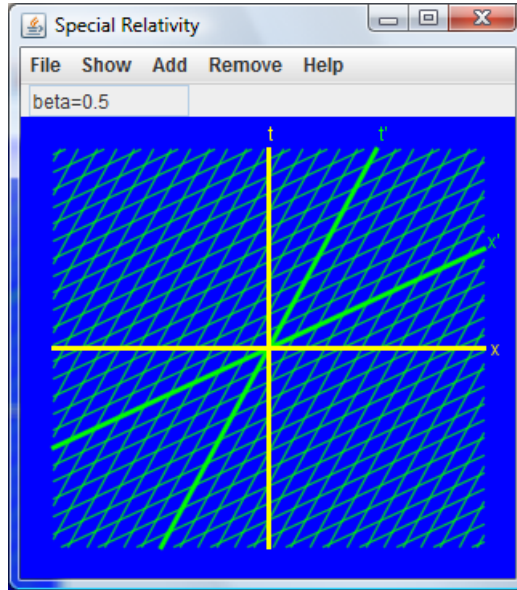 Special Relativity
File Show Add Remove Help
beta=0.5
t t'
x'
x